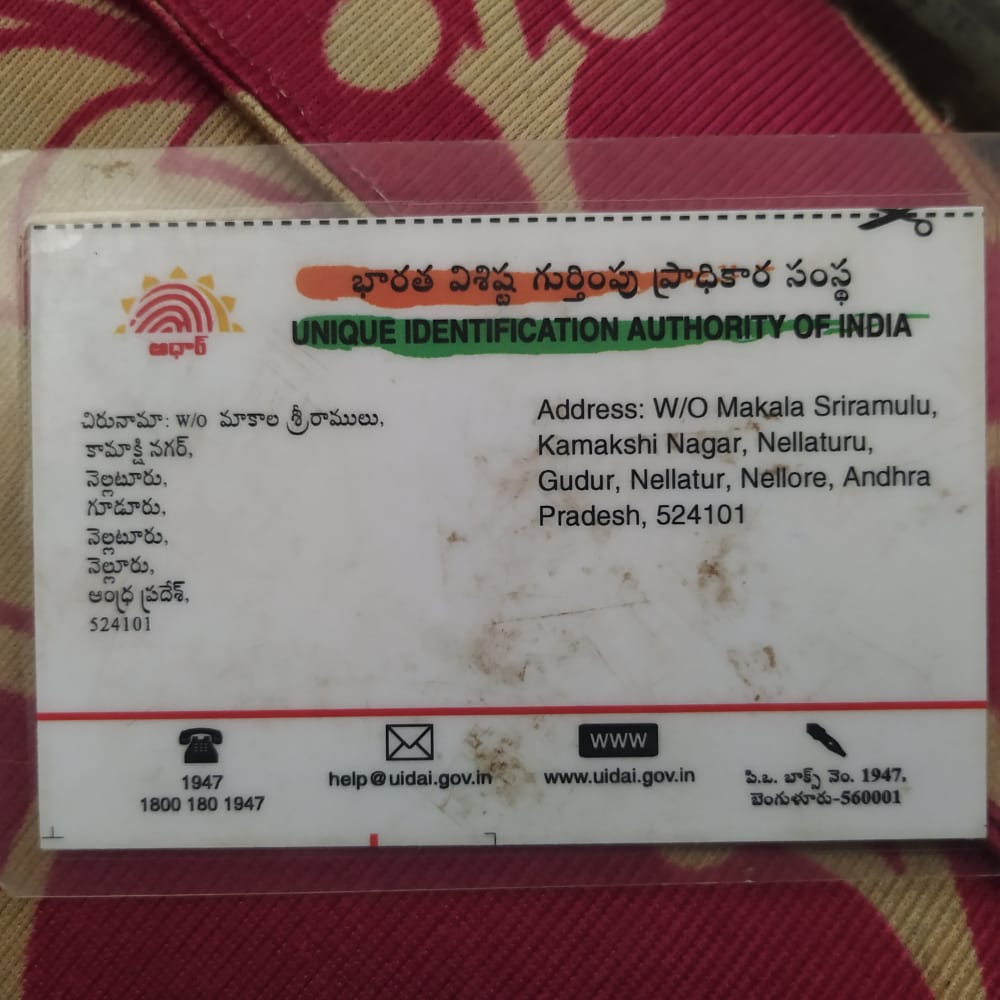 భారత విశిష్ట గుర్తింపు ప్రాధికార సంస్థ
UNIQUE IDENTIFICATION AUTHORITY OF INDIA
ఆధార్
చిరునామా: W/O మాకాల శ్రీరాములు,
కామాక్షి నగర్,
నెల్లటూరు,
గూడూరు,
నెల్లటూరు,
నెల్లూరు,
ఆంధ్ర ప్రదేశ్,
524101
Address: W/O Makala Sriramulu,
Kamakshi Nagar, Nellaturu,
Gudur, Nellatur, Nellore, Andhra
Pradesh, 524101
1947
1800 180 1947
help@uidai.gov.in
WWW
www.uidai.gov.in
పి.ఒ. బాక్స్ నెం. 1947,
బెంగుళూరు-560001